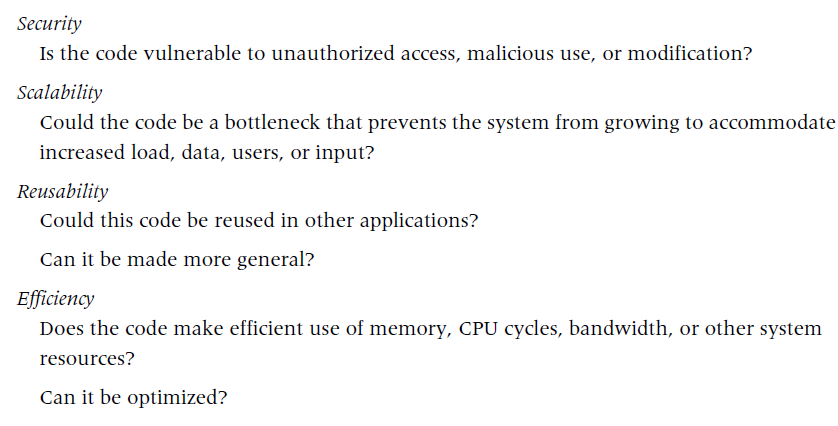 Security
Is the code vulnerable to unauthorized access, malicious use, or modification?
Scalability
Could the code be a bottleneck that prevents the system from growing to accommodate
increased load, data, users, or input?
Reusability
Could this code be reused in other applications?
Can it be made more general?
Efficiency
Does the code make efficient use of memory, CPU cycles, bandwidth, or other system
resources?
Can it be optimized?